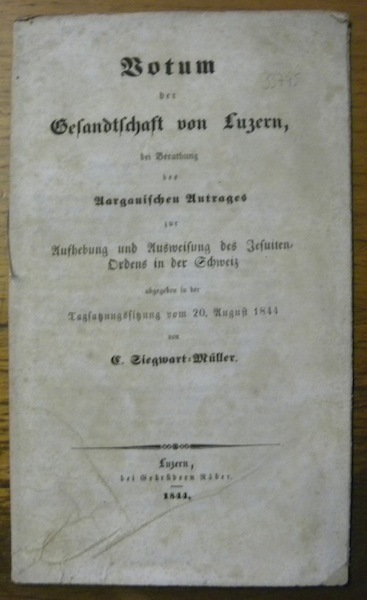 Votum
der
Gesandtschaft von Luzern,
bei Berathung
des
Aargauischen Antrages
zur
Aufhebung und Ausweisung des Jesuiten-
Ordens in der Schweiz
abgegeben in der
Tagsatzungssitzung vom 20. August 1844
von
C. Siegwart-Müller.
Luzern,
bei Gebrüdern Räber.
1844.